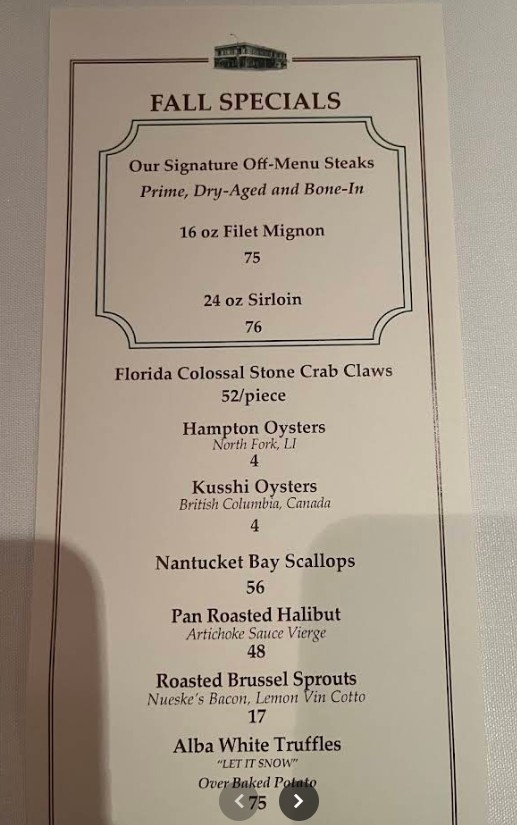 FALL SPECIALS
Our Signature Off-Menu Steaks
Prime, Dry-Aged and Bone-In
16 oz Filet Mignon
75
24 oz Sirloin
76
Florida Colossal Stone Crab Claws
52/piece
Hampton Oysters
North Fork, LI
4
Kusshi Oysters
British Columbia, Canada
4
Nantucket Bay Scallops
56
Pan Roasted Halibut
Artichoke Sauce Vierge
48
Roasted Brussel Sprouts
Nueske's Bacon, Lemon Vin Cotto
17
Alba White Truffles
"LET IT SNOW"
Over Baked Potato
75